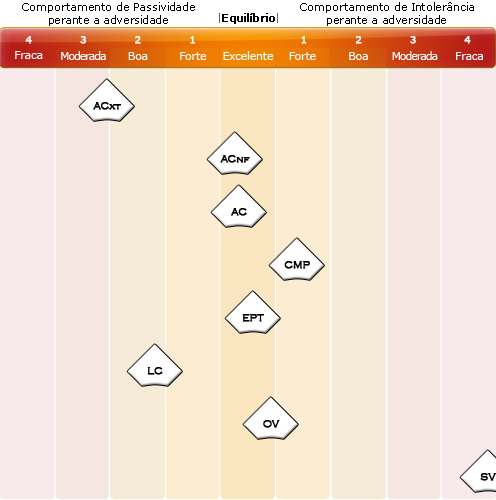 Comportamento de Passividade
perante a adversidade
|Equilíbrio|
Comportamento de Intolerância
perante a adversidade
4 3 2 1 1 2 3 4
Fraca Moderada Boa Forte Excelente Forte Boa Moderada Fraca
ACXT
ACNF
AC
CMP
EPT
LC
OV
SV